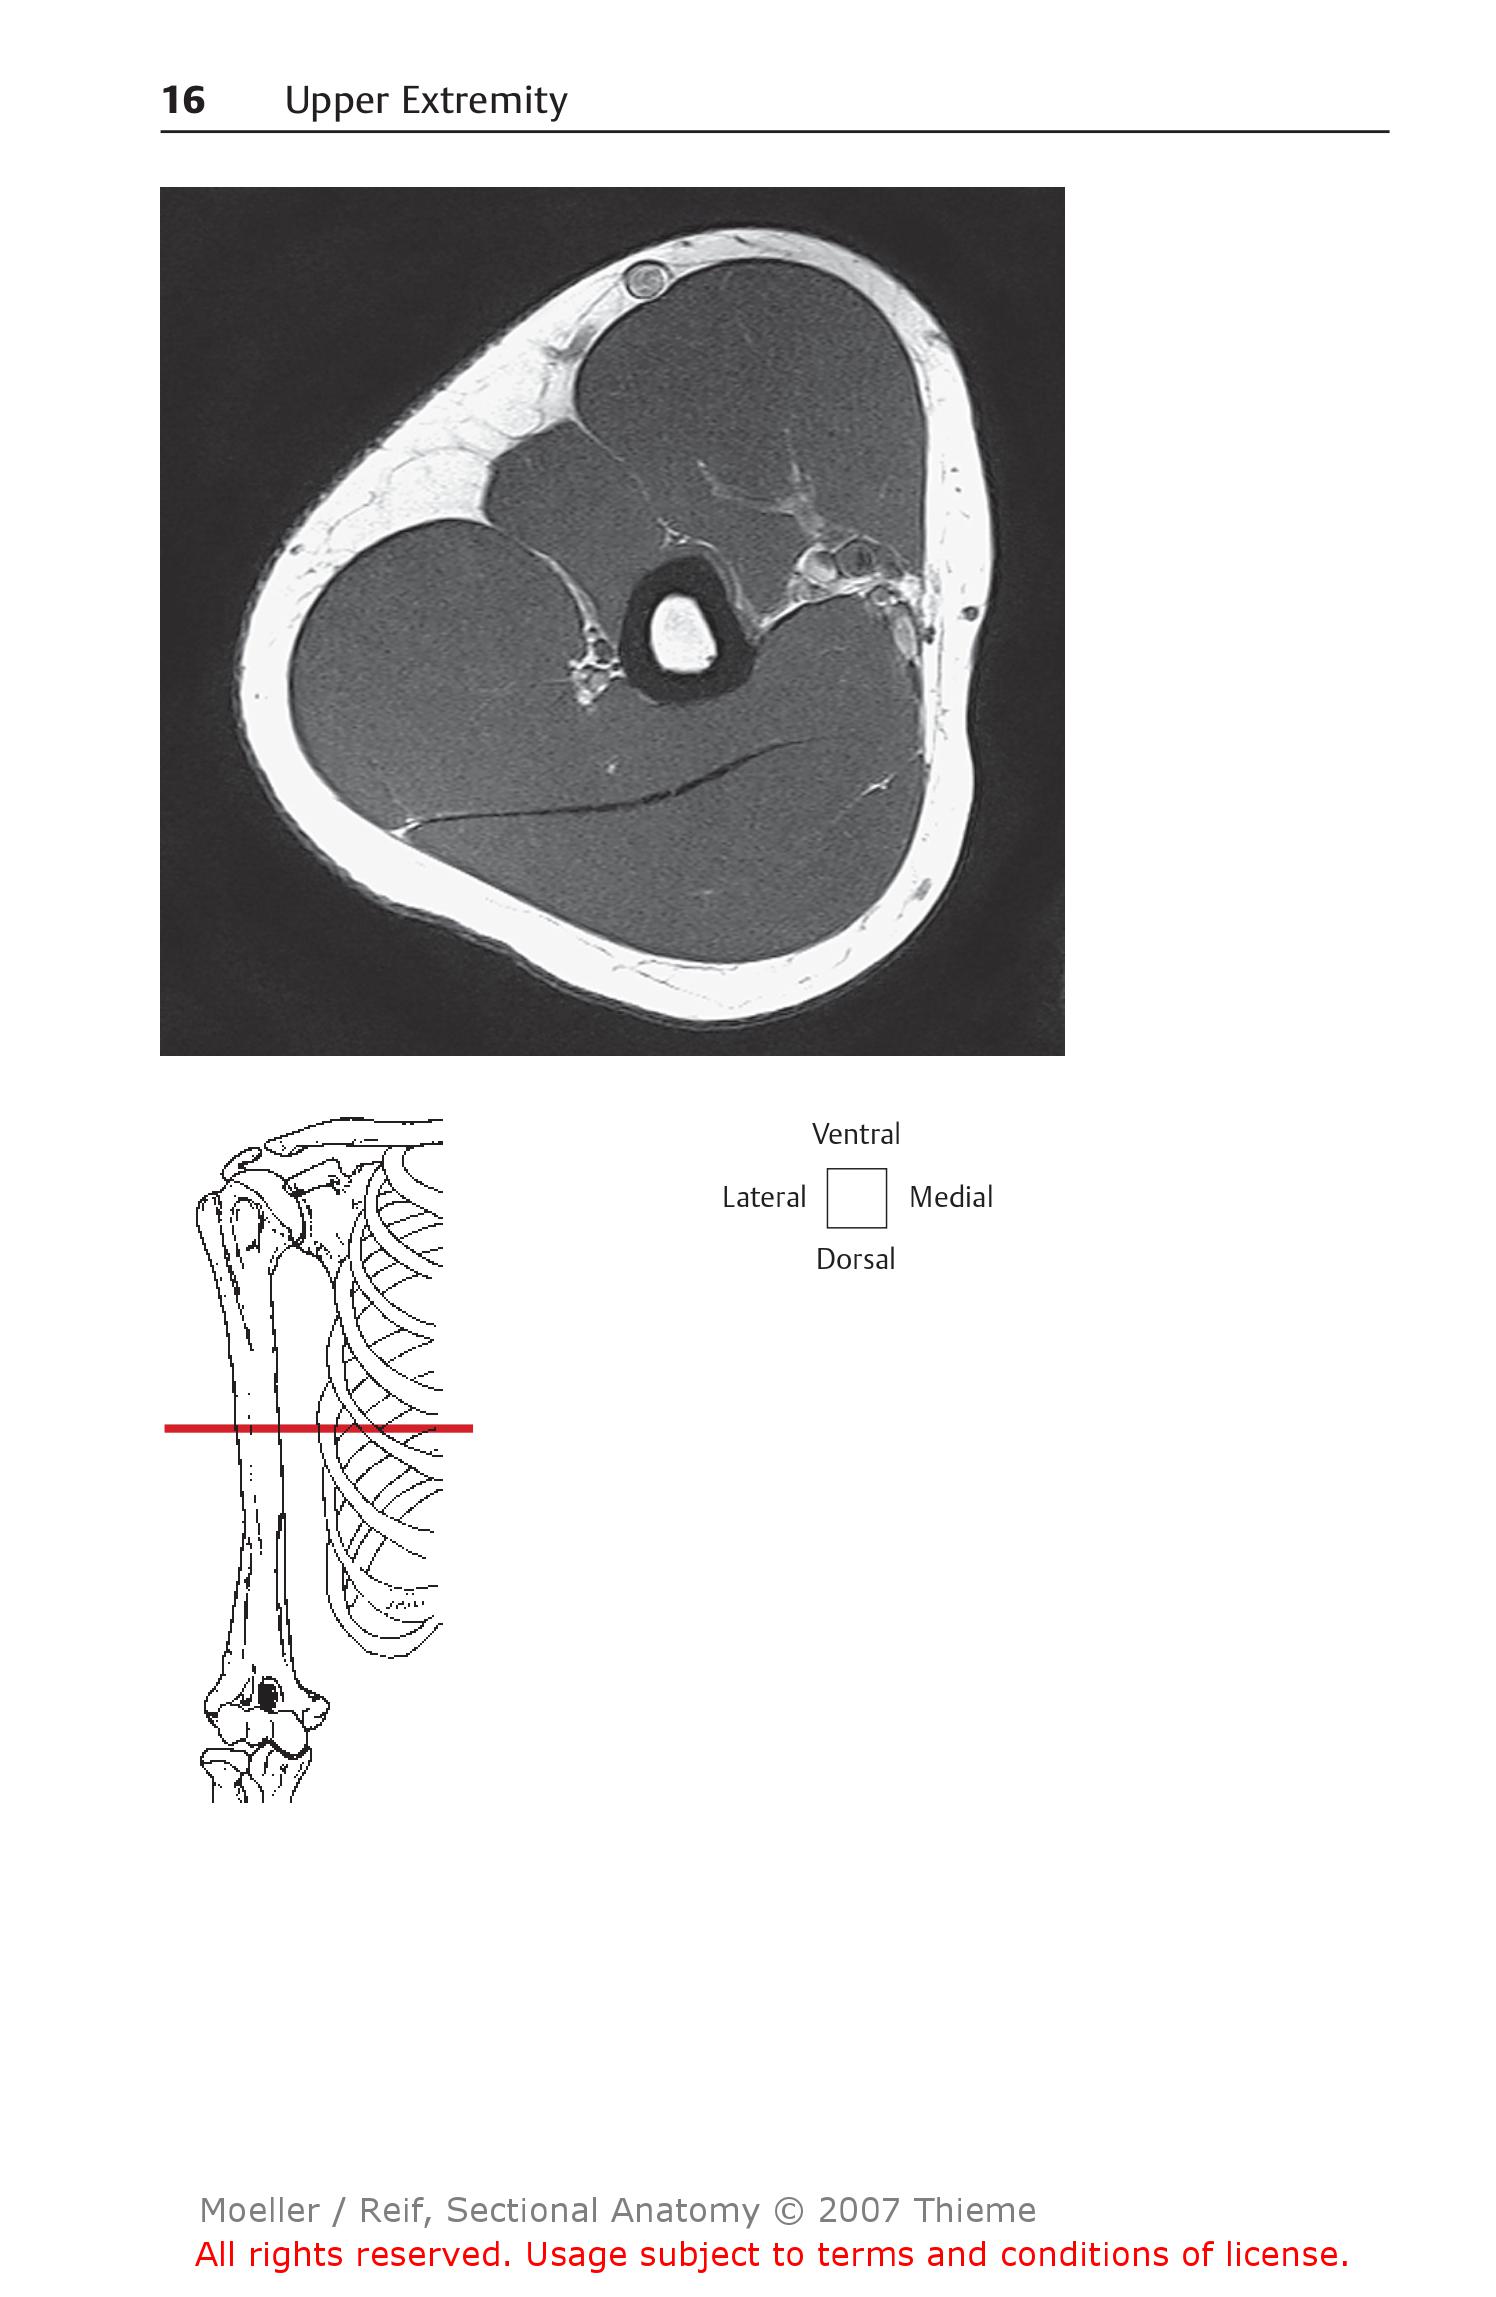 16 Upper Extremity
Ventral
Lateral Medial
Dorsal
Moeller / Reif, Sectional Anatomy © 2007 Thieme
All rights reserved. Usage subject to terms and conditions of license.